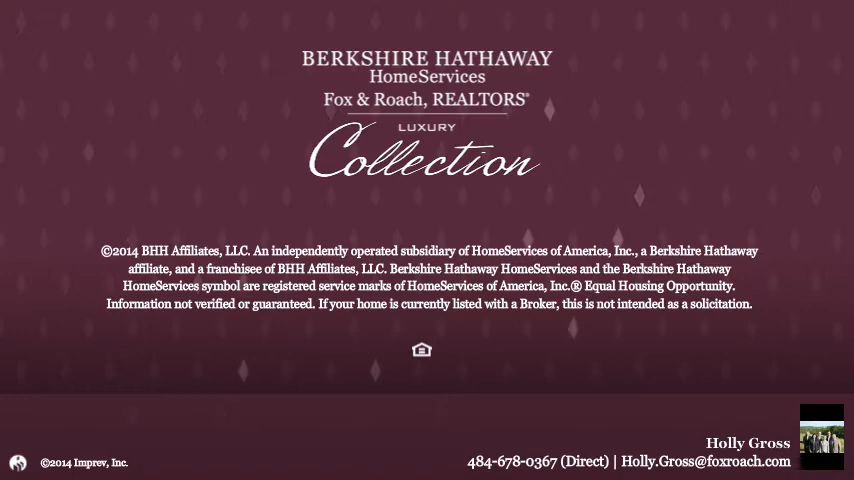 BERKSHIRE HATHAWAY
HomeServices
Fox & Roach, REALTORS®
LUXURY
Collection
©2014 BHH Affiliates, LLC. An independently operated subsidiary of HomeServices of America, Inc., a Berkshire Hathaway
affiliate, and a franchisee of BHH Affiliates, LLC. Berkshire Hathaway HomeServices and the Berkshire Hathaway
HomeServices symbol are registered service marks of HomeServices of America, Inc.® Equal Housing Opportunity.
Information not verified or guaranteed. If your home is currently listed with a Broker, this is not intended as a solicitation.
Holly Gross
484-678-0367 (Direct) | Holly.Gross@foxroach.com
©2014 Imprev, Inc.